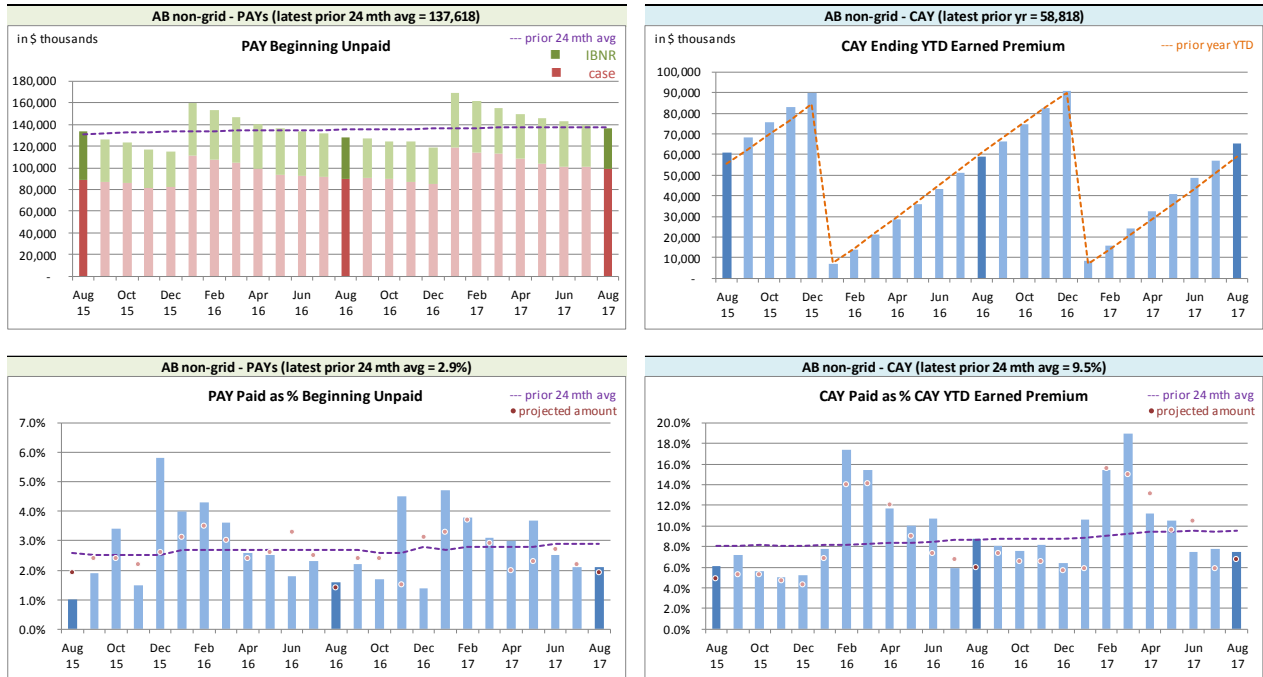 AB non-grid - PAYs (latest prior 24 mth avg = 137,618)
in $ thousands
PAY Beginning Unpaid
--- prior 24 mth avg
IBNR
case
180,000
160,000
140,000
120,000
100,000
80,000
60,000
40,000
20,000
-
Aug Oct Dec Feb Apr Jun Aug Oct Dec Feb Apr Jun Aug
15 15 15 16 16 16 16 16 16 17 17 17 17
AB non-grid - CAY (latest prior yr = 58,818)
in $ thousands
CAY Ending YTD Earned Premium
--- prior year YTD
100,000
90,000
80,000
70,000
60,000
50,000
40,000
30,000
20,000
10,000
-
Aug Oct Dec Feb Apr Jun Aug Oct Dec Feb Apr Jun Aug
15 15 15 16 16 16 16 16 16 17 17 17 17
AB non-grid - PAYs (latest prior 24 mth avg = 2.9%)
PAY Paid as % Beginning Unpaid
--- prior 24 mth avg
projected amount
7.0%
6.0%
5.0%
4.0%
3.0%
2.0%
1.0%
0.0%
Aug Oct Dec Feb Apr Jun Aug Oct Dec Feb Apr Jun Aug
15 15 15 16 16 16 16 16 16 17 17 17 17
AB non-grid - CAY (latest prior 24 mth avg = 9.5%)
CAY Paid as % CAY YTD Earned Premium
--- prior 24 mth avg
projected amount
20.0%
18.0%
16.0%
14.0%
12.0%
10.0%
8.0%
6.0%
4.0%
2.0%
0.0%
Aug Oct Dec Feb Apr Jun Aug Oct Dec Feb Apr Jun Aug
15 15 15 16 16 16 16 16 16 17 17 17 17